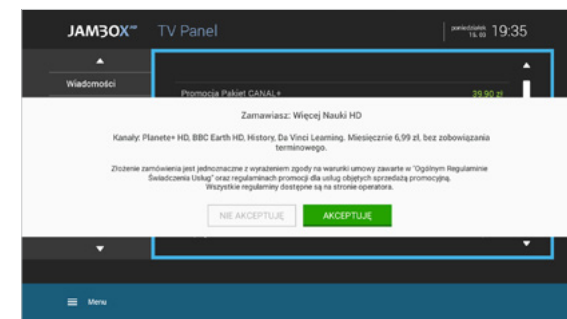 JAMBOX HD TV Panel poniedziałek 19:35
15. 03
Wiadomości
Promocja Pakiet CANAL+ 39.90 zł
Zamawiasz: Więcej Nauki HD
Kanały: Planete+ HD, BBC Earth HD, History, Da Vinci Learning. Miesięcznie 6,99 zł, bez zobowiązania
terminowego.
Złożenie zamówienia jest jednoznaczne z wyrażeniem zgody na warunki umowy zawarte w "Ogólnym Regulaminie
Świadczenia Usług" oraz regulaminach promocji dla usług objętych sprzedażą promocyjną.
Wszystkie regulaminy dostępne są na stronie operatora.
NIE AKCEPTUJĘ AKCEPTUJĘ
Menu